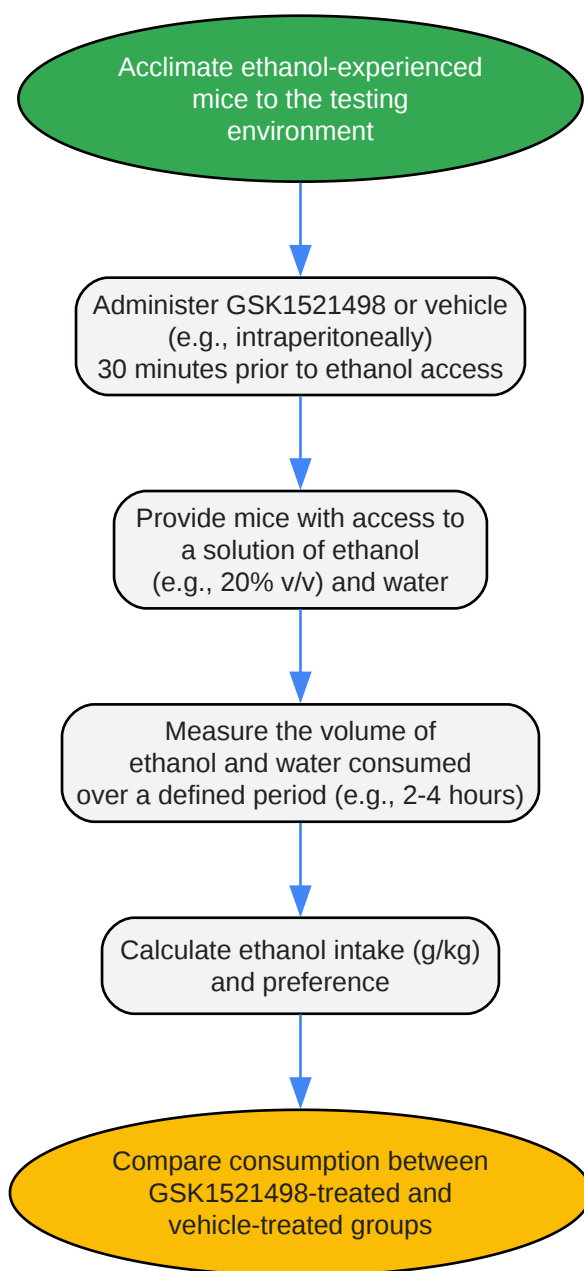 Acclimate ethanol-experienced
mice to the testing
environment
Administer GSK1521498 or vehicle
(e.g., intraperitoneally)
30 minutes prior to ethanol access
Provide mice with access to
a solution of ethanol
(e.g., 20% v/v) and water
Measure the volume of
ethanol and water consumed
over a defined period (e.g., 2-4 hours)
Calculate ethanol intake (g/kg)
and preference
Compare consumption between
GSK1521498-treated and
vehicle-treated groups